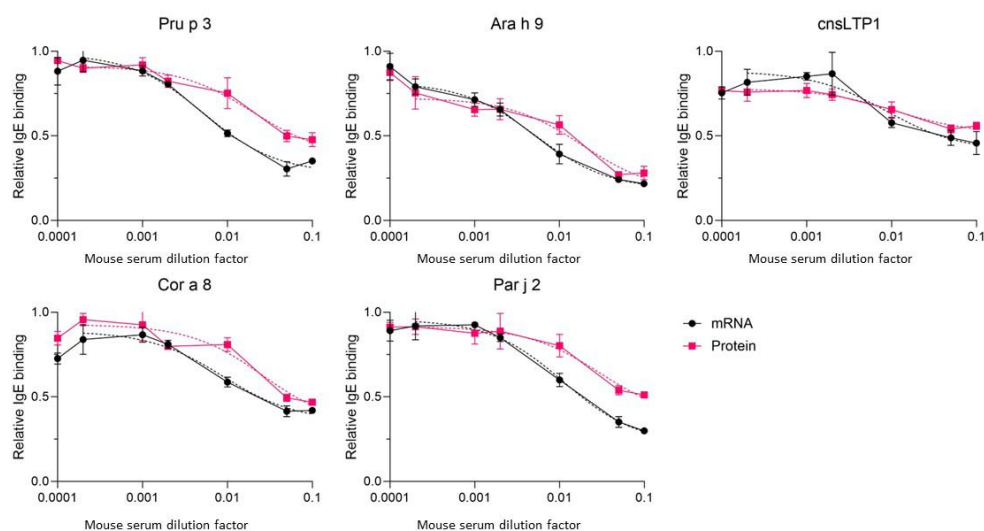 Pru p 3
Relative IgE binding
1.0
0.5
0.0
0.0001 0.001 0.01 0.1
Mouse serum dilution factor
Ara h 9
Relative IgE binding
1.0
0.5
0.0
0.0001 0.001 0.01 0.1
Mouse serum dilution factor
cnsLTP1
Relative IgE binding
1.0
0.5
0.0
0.0001 0.001 0.01 0.1
Mouse serum dilution factor
Cor a 8
Relative IgE binding
1.0
0.5
0.0
0.0001 0.001 0.01 0.1
Mouse serum dilution factor
Par j 2
Relative IgE binding
1.0
0.5
0.0
0.0001 0.001 0.01 0.1
Mouse serum dilution factor
mRNA
Protein